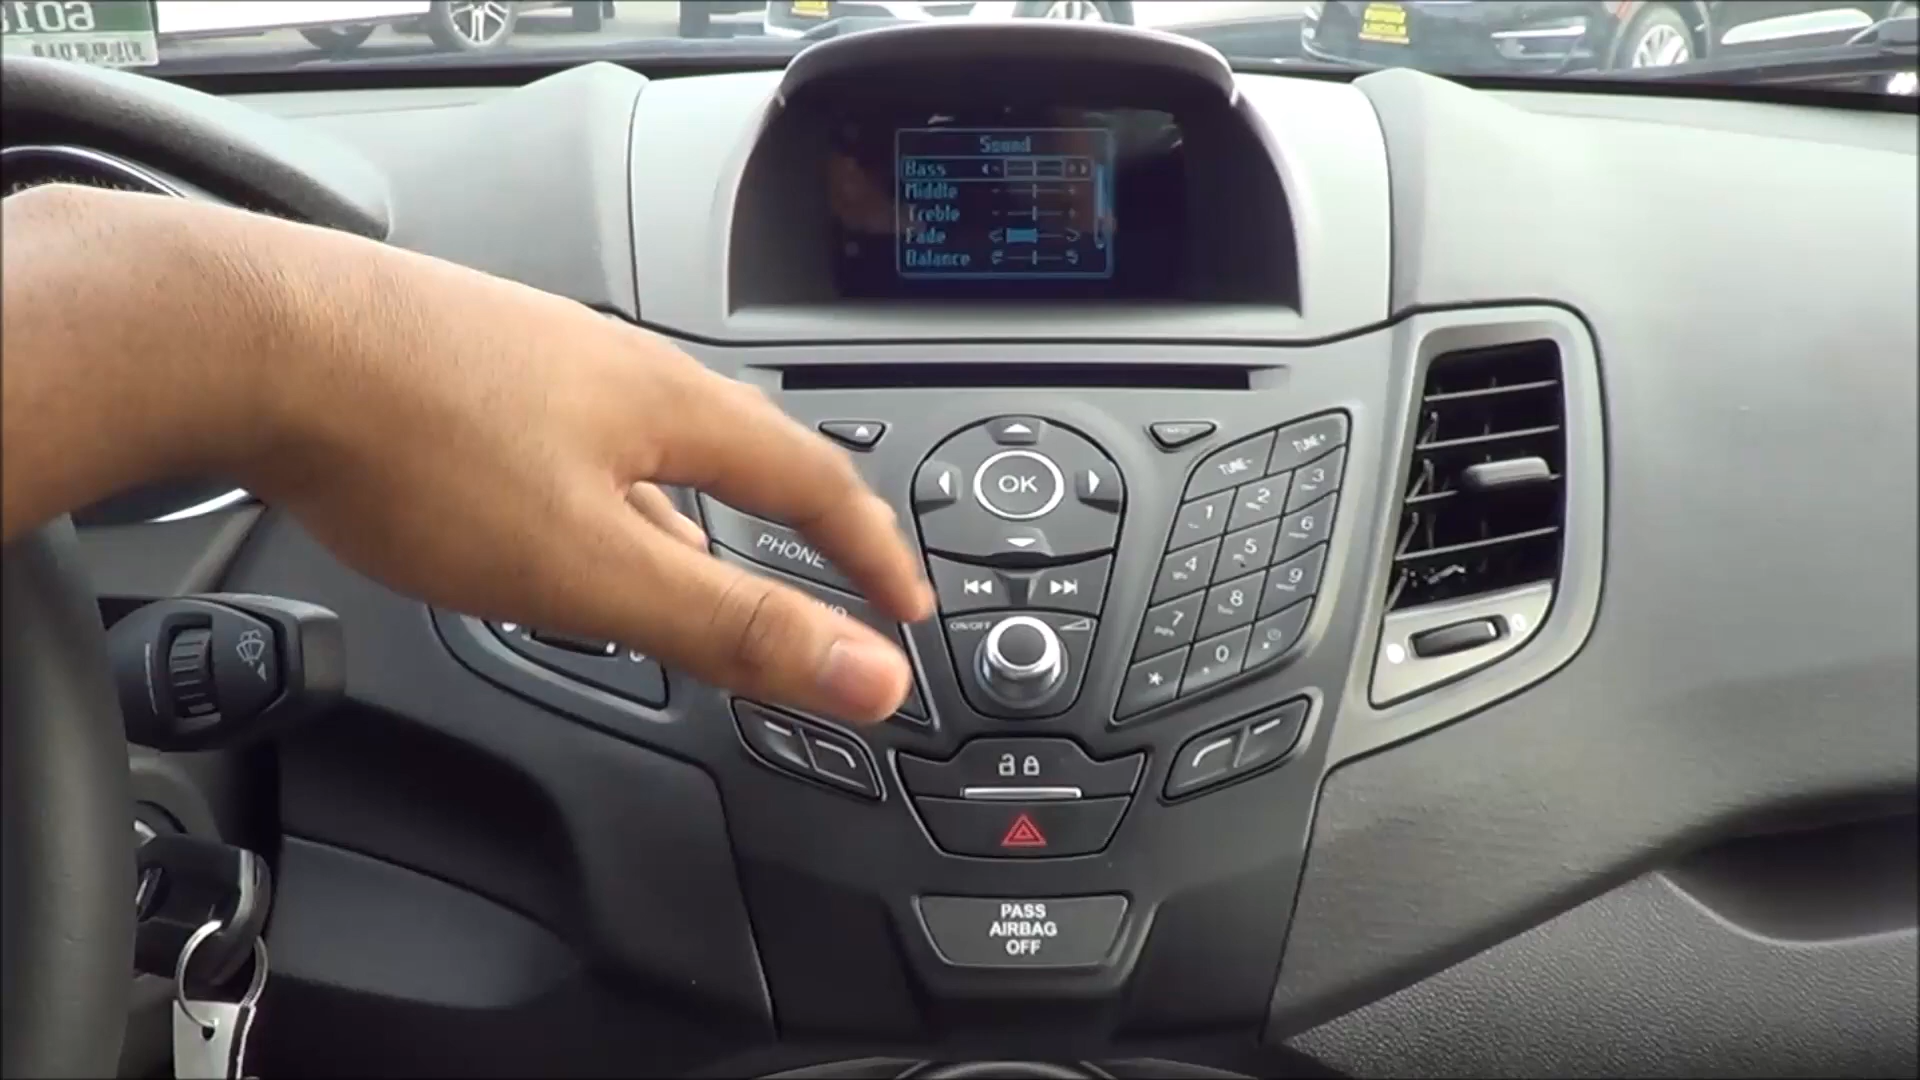 Sound
Bass
Middle
Treble
Fade
Balance
OK
PHONE
ON/OFF
TUNE-
TUNE+
1
2
3
4
5
6
7
8
9
*
0
PASS
AIRBAG
OFF